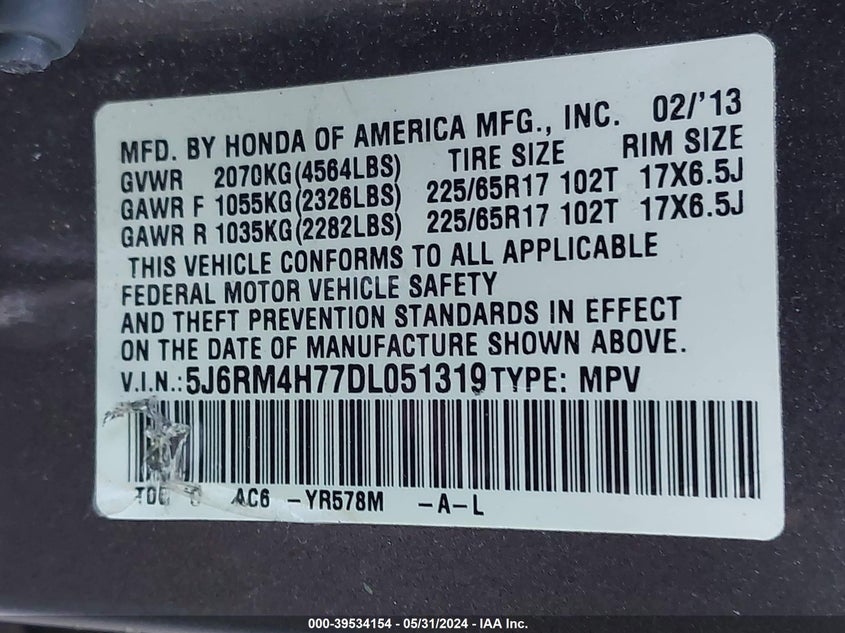 MFD. BY HONDA OF AMERICA MFG., INC. 02/'13
GVWR 2070KG(4564LBS) TIRE SIZE RIM SIZE
GAWR F 1055KG(2326LBS) 225/65R17 102T 17X6.5J
GAWR R 1035KG(2282LBS) 225/65R17 102T 17X6.5J
THIS VEHICLE CONFORMS TO ALL APPLICABLE
FEDERAL MOTOR VEHICLE SAFETY
AND THEFT PREVENTION STANDARDS IN EFFECT
ON THE DATE OF MANUFACTURE SHOWN ABOVE.
V.I.N.: 5J6RM4H77DL051319 TYPE: MPV
AC6 -YR578M -A-L
000-39534154 - 05/31/2024 - IAA Inc.